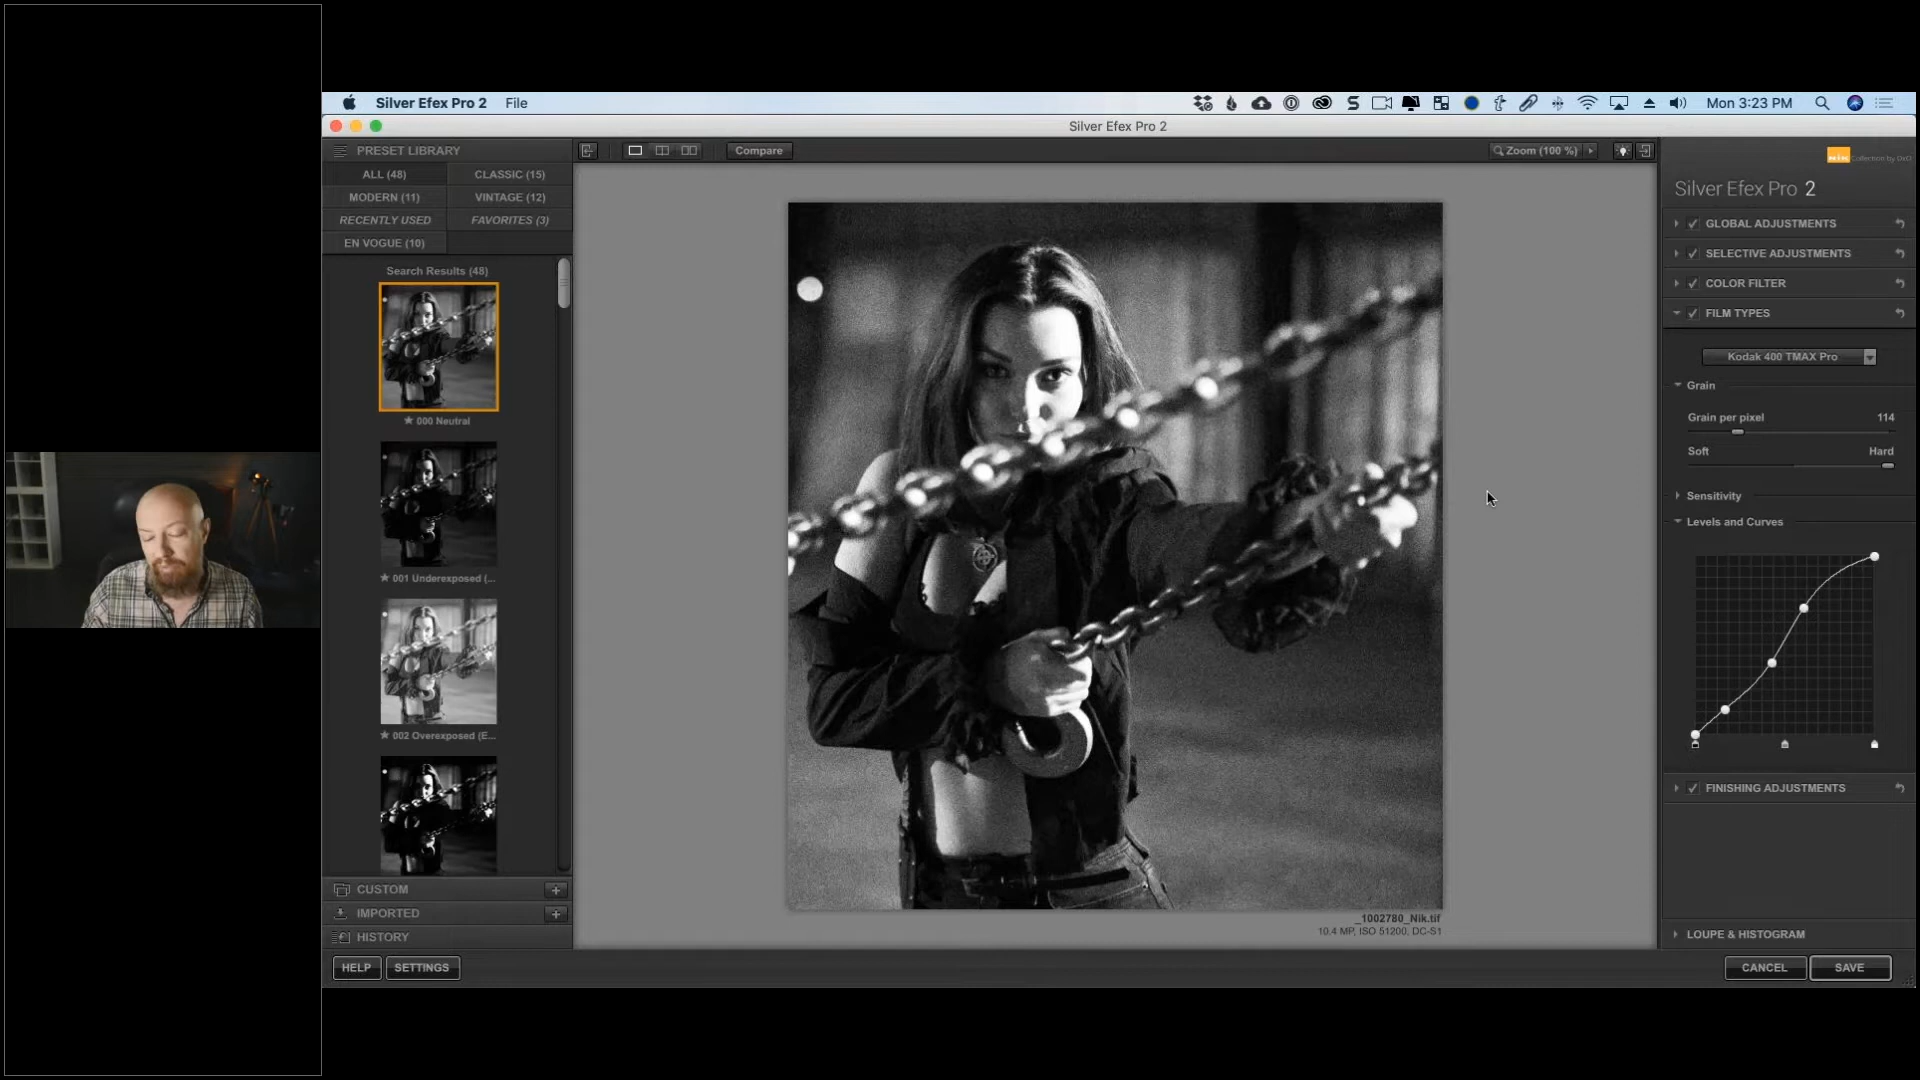 Silver Efex Pro 2 File
Mon 3:23 PM
Silver Efex Pro 2
PRESET LIBRARY
ALL (48) CLASSIC (15)
MODERN (11) VINTAGE (12)
RECENTLY USED FAVORITES (3)
EN VOGUE (10)
Search Results (48)
★ 000 Neutral
★ 001 Underexposed (...
★ 002 Overexposed (E...
CUSTOM
IMPORTED
HISTORY
HELP SETTINGS
Compare
Zoom (100 %)
_1002780_Nik.tif
10.4 MP, ISO 51200, DC-S1
nik Collection by DxO
Silver Efex Pro 2
GLOBAL ADJUSTMENTS
SELECTIVE ADJUSTMENTS
COLOR FILTER
FILM TYPES
Kodak 400 TMAX Pro
Grain
Grain per pixel 114
Soft Hard
Sensitivity
Levels and Curves
FINISHING ADJUSTMENTS
LOUPE & HISTOGRAM
CANCEL SAVE